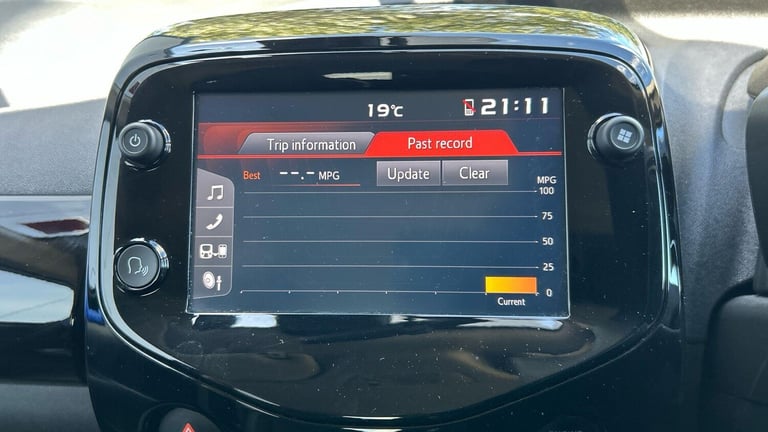 19°C 21:11
Trip information Past record
Best --.- MPG Update Clear MPG
100
75
50
25
0
Current